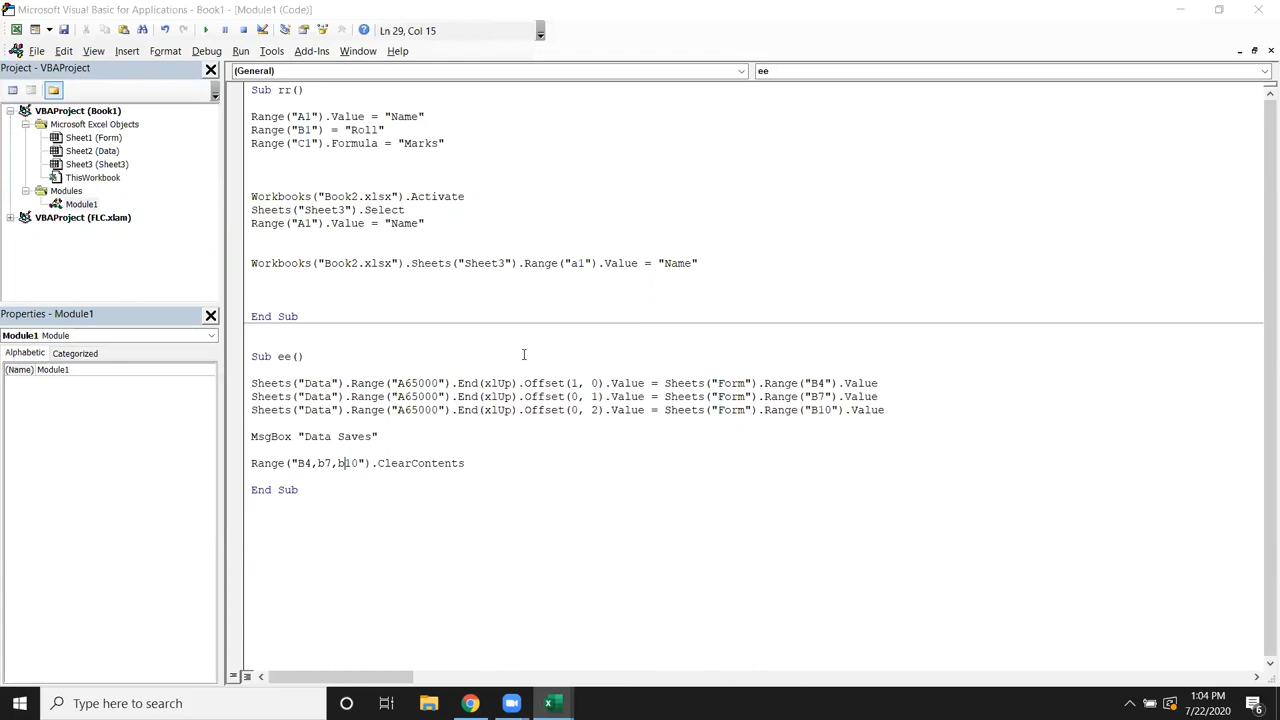 Microsoft Visual Basic for Applications - Book1 - [Module1 (Code)]
Ln 29, Col 15
File Edit View Insert Format Debug Run Tools Add-Ins Window Help
Project - VBAProject
(General)
ee
VBAProject (Book1)
Microsoft Excel Objects
Sheet1 (Form)
Sheet2 (Data)
Sheet3 (Sheet3)
ThisWorkbook
Modules
Module1
VBAProject (FLC.xlam)
Properties - Module1
Module1 Module
Alphabetic Categorized
(Name) Module1
Sub rr()
Range("A1").Value = "Name"
Range("B1") = "Roll"
Range("C1").Formula = "Marks"
Workbooks("Book2.xlsx").Activate
Sheets("Sheet3").Select
Range("A1").Value = "Name"
Workbooks("Book2.xlsx").Sheets("Sheet3").Range("a1").Value = "Name"
End Sub
Sub ee()
Sheets("Data").Range("A65000").End(xlUp).Offset(1, 0).Value = Sheets("Form").Range("B4").Value
Sheets("Data").Range("A65000").End(xlUp).Offset(0, 1).Value = Sheets("Form").Range("B7").Value
Sheets("Data").Range("A65000").End(xlUp).Offset(0, 2).Value = Sheets("Form").Range("B10").Value
MsgBox "Data Saves"
Range("B4,b7,b10").ClearContents
End Sub
Type here to search
1:04 PM
7/22/2020
6